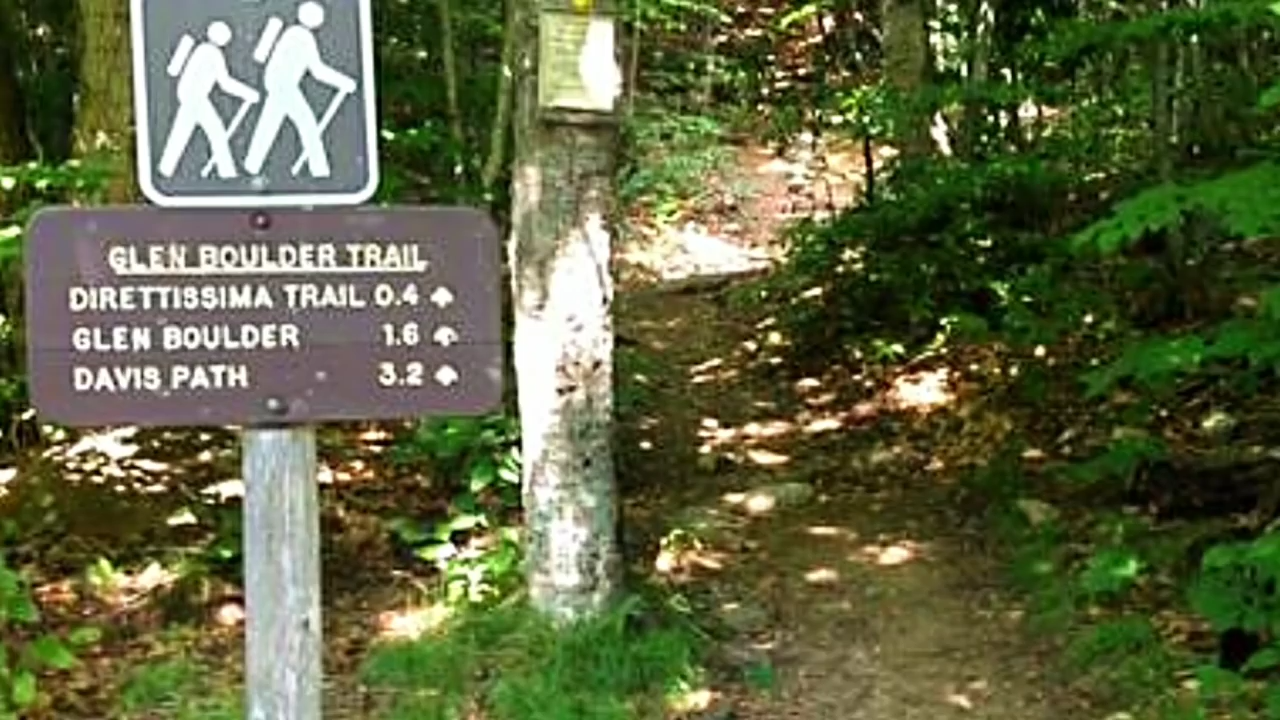 GLEN BOULDER TRAIL
DIRETTISSIMA TRAIL 0.4
GLEN BOULDER 1.6
DAVIS PATH 3.2